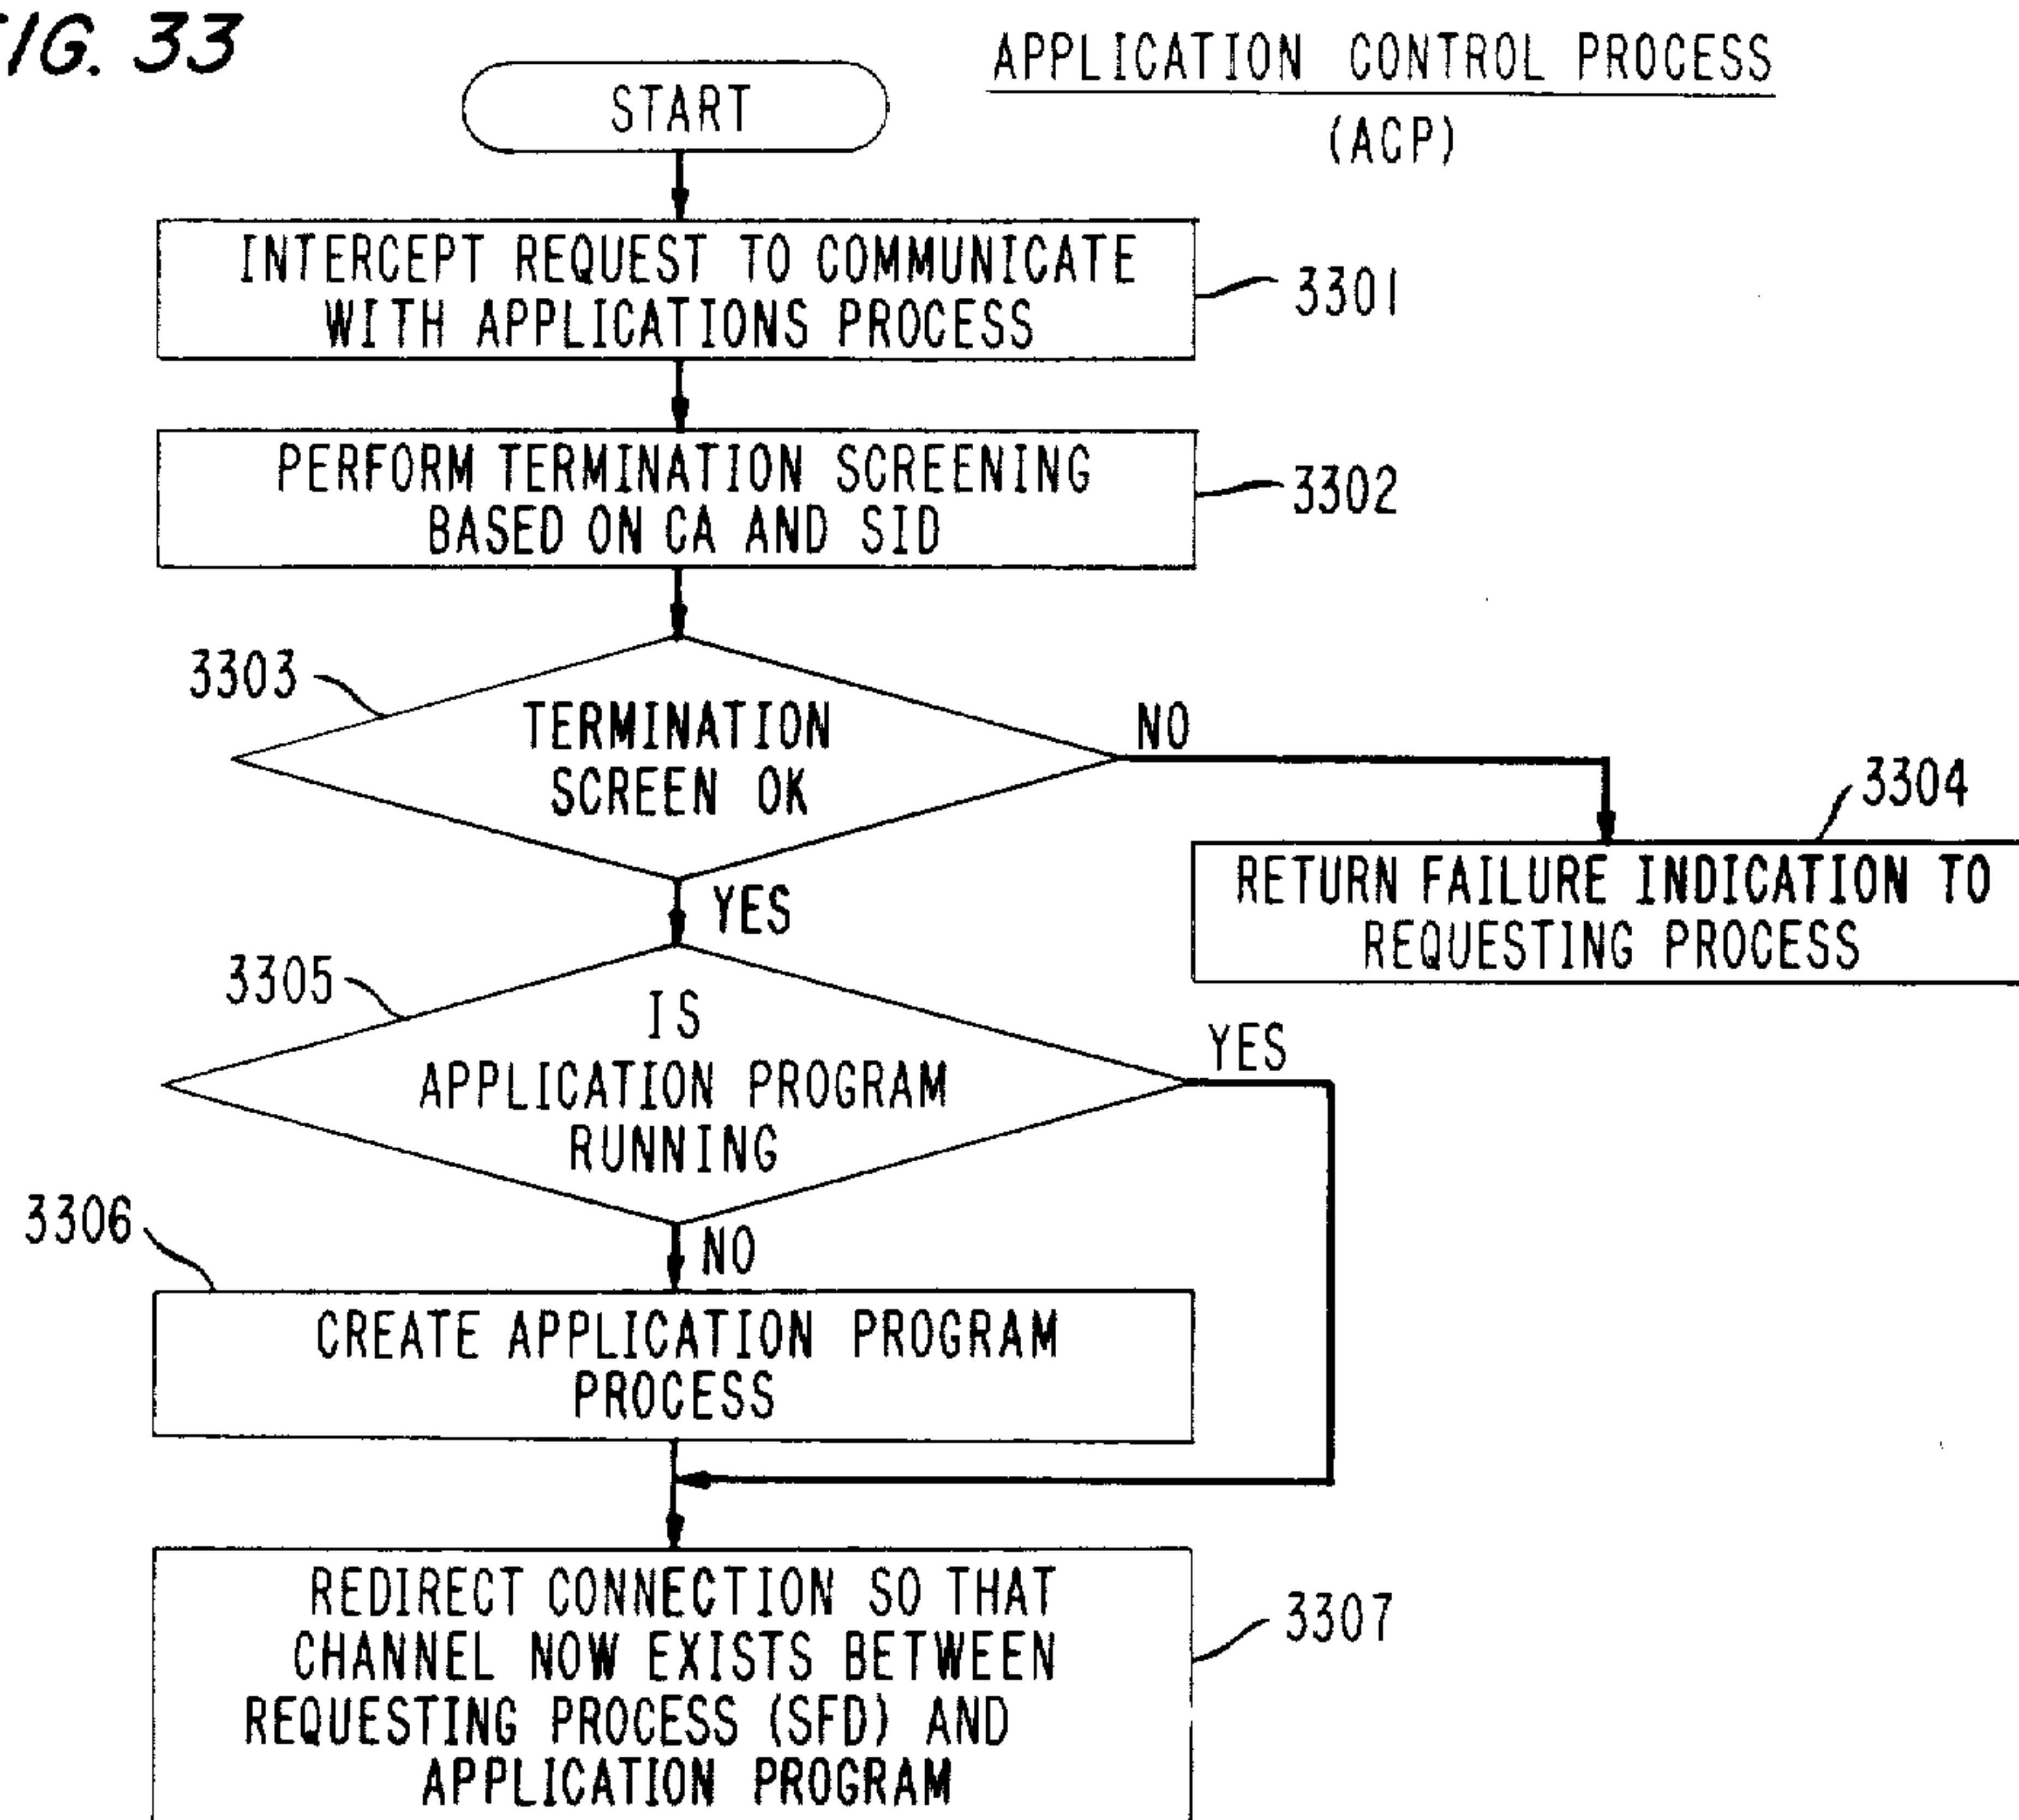 FIG. 33
APPLICATION CONTROL PROCESS
(ACP)
START
INTERCEPT REQUEST TO COMMUNICATE
WITH APPLICATIONS PROCESS
3301
PERFORM TERMINATION SCREENING
BASED ON CA AND SID
3302
3303
TERMINATION
SCREEN OK
NO
3304
RETURN FAILURE INDICATION TO
REQUESTING PROCESS
YES
3305
IS
APPLICATION PROGRAM
RUNNING
YES
3306
NO
CREATE APPLICATION PROGRAM
PROCESS
REDIRECT CONNECTION SO THAT
CHANNEL NOW EXISTS BETWEEN
REQUESTING PROCESS (SFD) AND
APPLICATION PROGRAM
3307